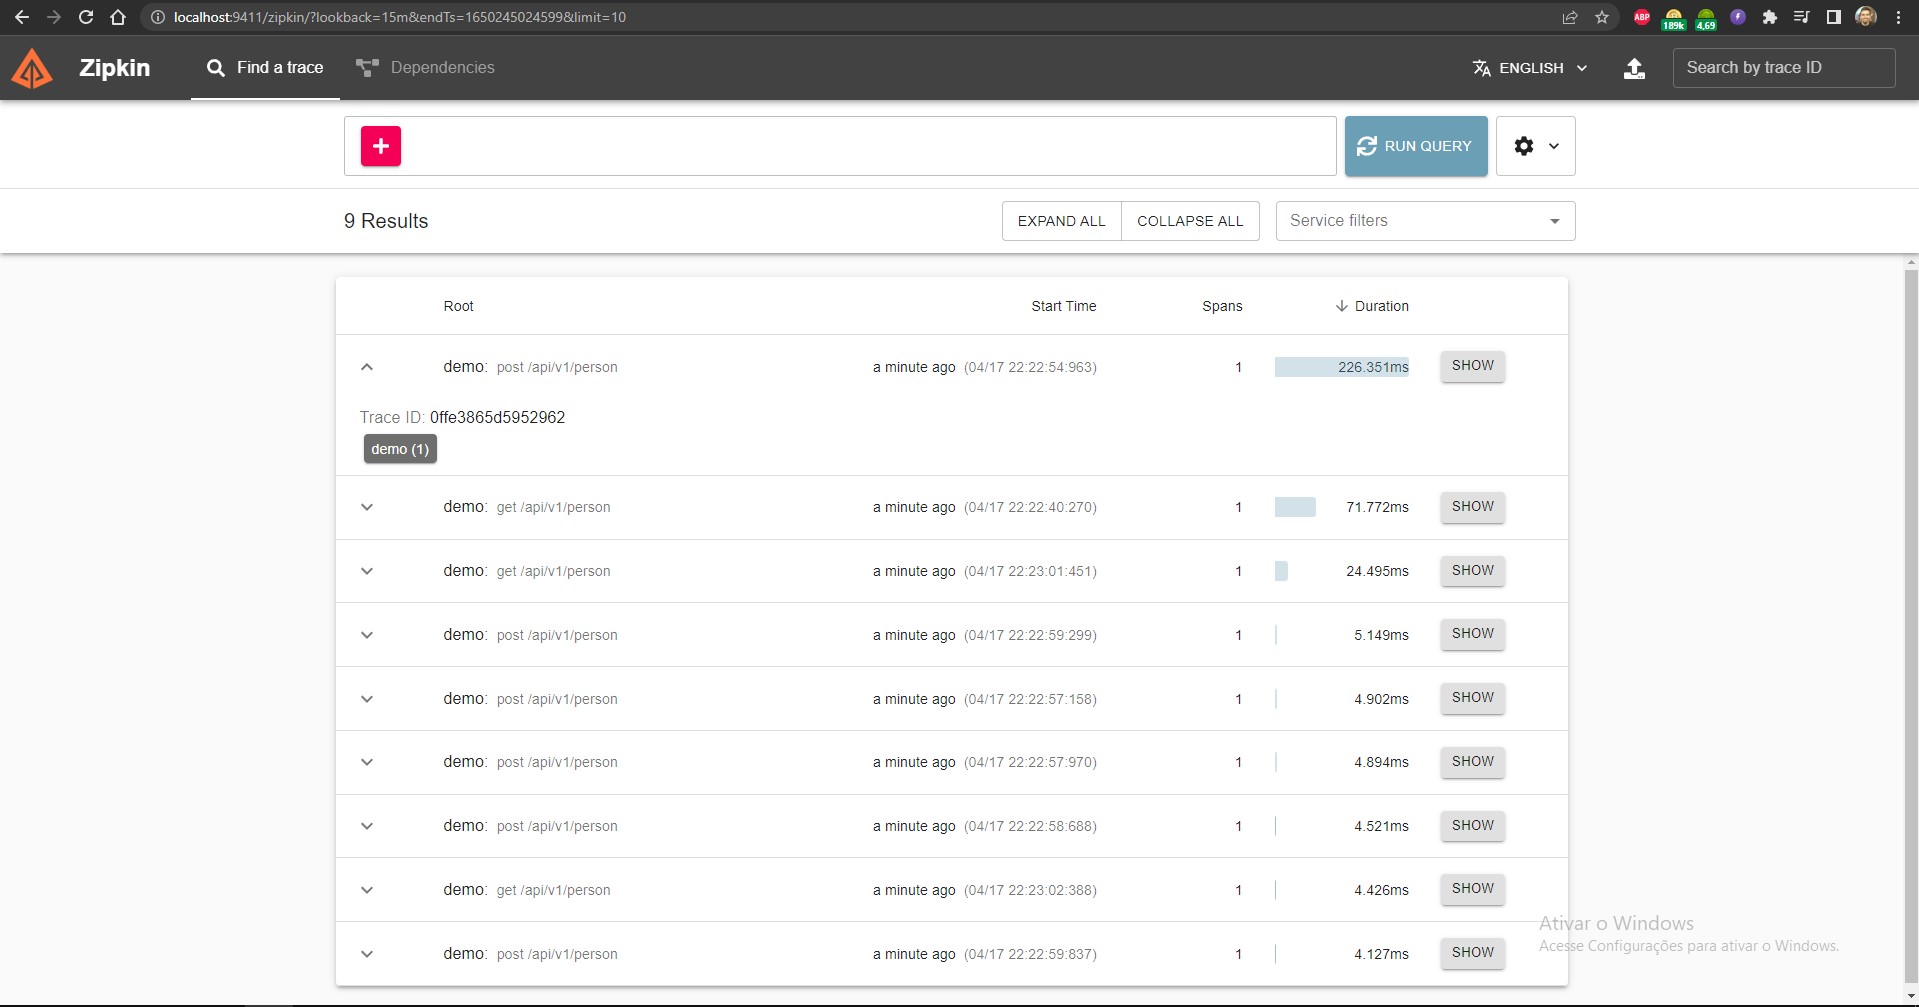 localhost:9411/zipkin/?lookback=15m&endTs=1650245024599&limit=10
ABP
189k
4,69
Zipkin
Find a trace
Dependencies
ENGLISH
Search by trace ID
+
RUN QUERY
9 Results
EXPAND ALL
COLLAPSE ALL
Service filters
Root Start Time Spans Duration
demo: post /api/v1/person a minute ago (04/17 22:22:54:963) 1 226.351ms SHOW
Trace ID: 0ffe3865d5952962
demo (1)
demo: get /api/v1/person a minute ago (04/17 22:22:40:270) 1 71.772ms SHOW
demo: get /api/v1/person a minute ago (04/17 22:23:01:451) 1 24.495ms SHOW
demo: post /api/v1/person a minute ago (04/17 22:22:59:299) 1 5.149ms SHOW
demo: post /api/v1/person a minute ago (04/17 22:22:57:158) 1 4.902ms SHOW
demo: post /api/v1/person a minute ago (04/17 22:22:57:970) 1 4.894ms SHOW
demo: post /api/v1/person a minute ago (04/17 22:22:58:688) 1 4.521ms SHOW
demo: get /api/v1/person a minute ago (04/17 22:23:02:388) 1 4.426ms SHOW
demo: post /api/v1/person a minute ago (04/17 22:22:59:837) 1 4.127ms SHOW
Ativar o Windows
Acesse Configurações para ativar o Windows.